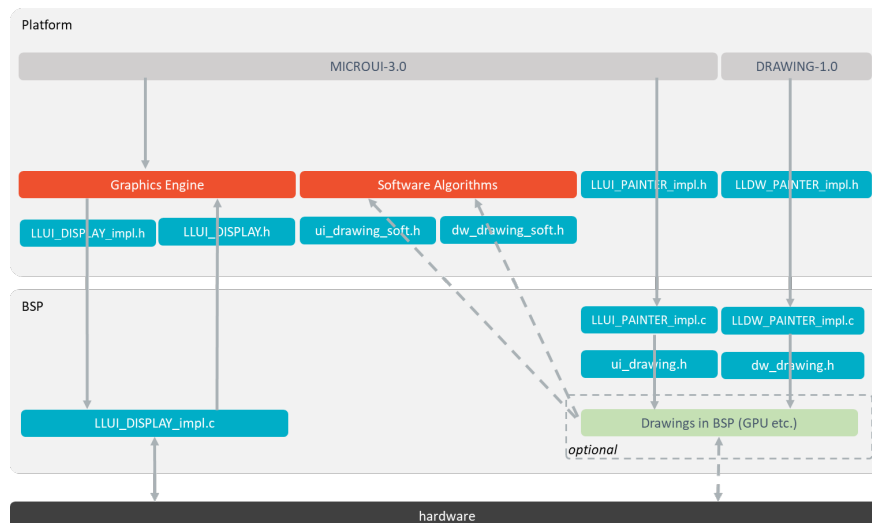 Platform
MICROUI-3.0
DRAWING-1.0
Graphics Engine
Software Algorithms
LLUI_PAINTER_impl.h
LLDW_PAINTER_impl.h
LLUI_DISPLAY_impl.h
LLUI_DISPLAY.h
ui_drawing_soft.h
dw_drawing_soft.h
BSP
LLUI_PAINTER_impl.c
LLDW_PAINTER_impl.c
ui_drawing.h
dw_drawing.h
LLUI_DISPLAY_impl.c
Drawings in BSP (GPU etc.)
optional
hardware